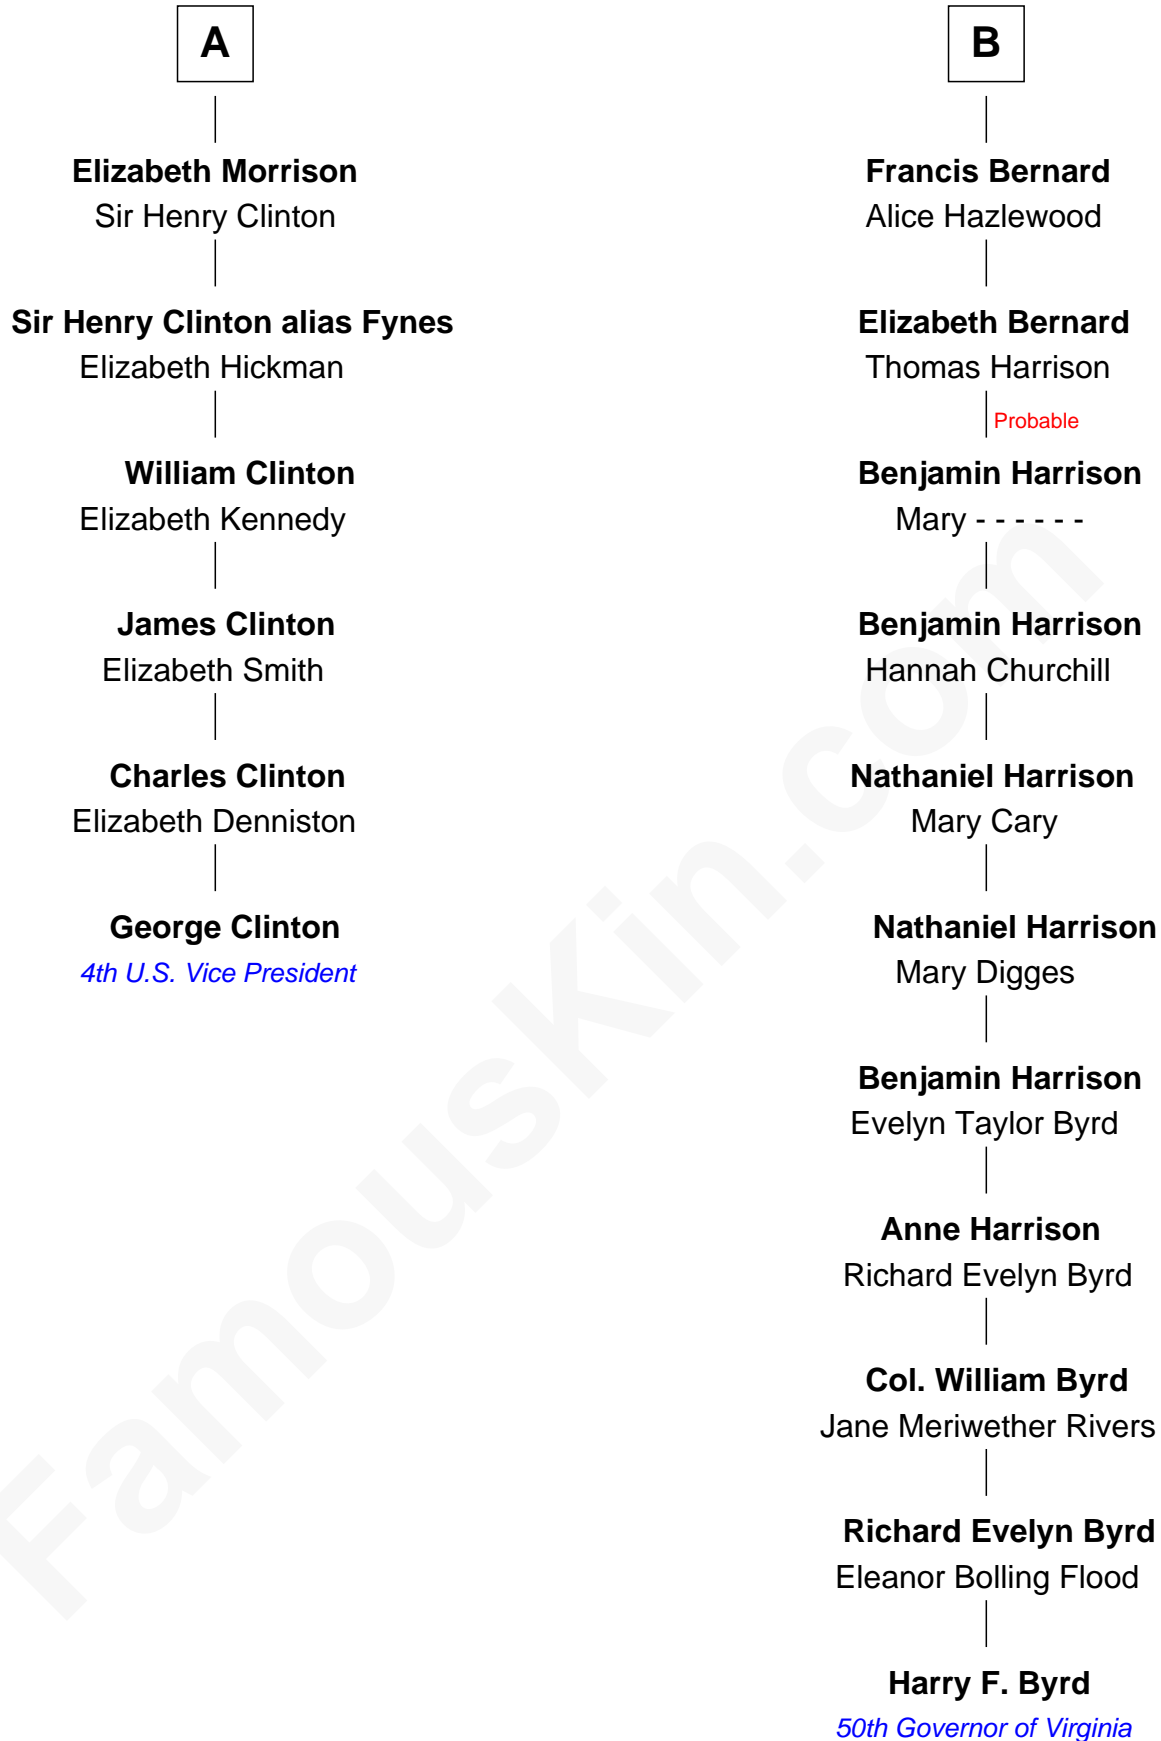 A
Elizabeth Morrison
Sir Henry Clinton
Sir Henry Clinton alias Fynes
Elizabeth Hickman
William Clinton
Elizabeth Kennedy
James Clinton
Elizabeth Smith
Charles Clinton
Elizabeth Denniston
George Clinton
4th U.S. Vice President
B
Francis Bernard
Alice Hazlewood
Elizabeth Bernard
Thomas Harrison
Probable
Benjamin Harrison
Mary - - - - - -
Benjamin Harrison
Hannah Churchill
Nathaniel Harrison
Mary Cary
Nathaniel Harrison
Mary Digges
Benjamin Harrison
Evelyn Taylor Byrd
Anne Harrison
Richard Evelyn Byrd
Col. William Byrd
Jane Meriwether Rivers
Richard Evelyn Byrd
Eleanor Bolling Flood
Harry F. Byrd
50th Governor of Virginia
FamousKin.com